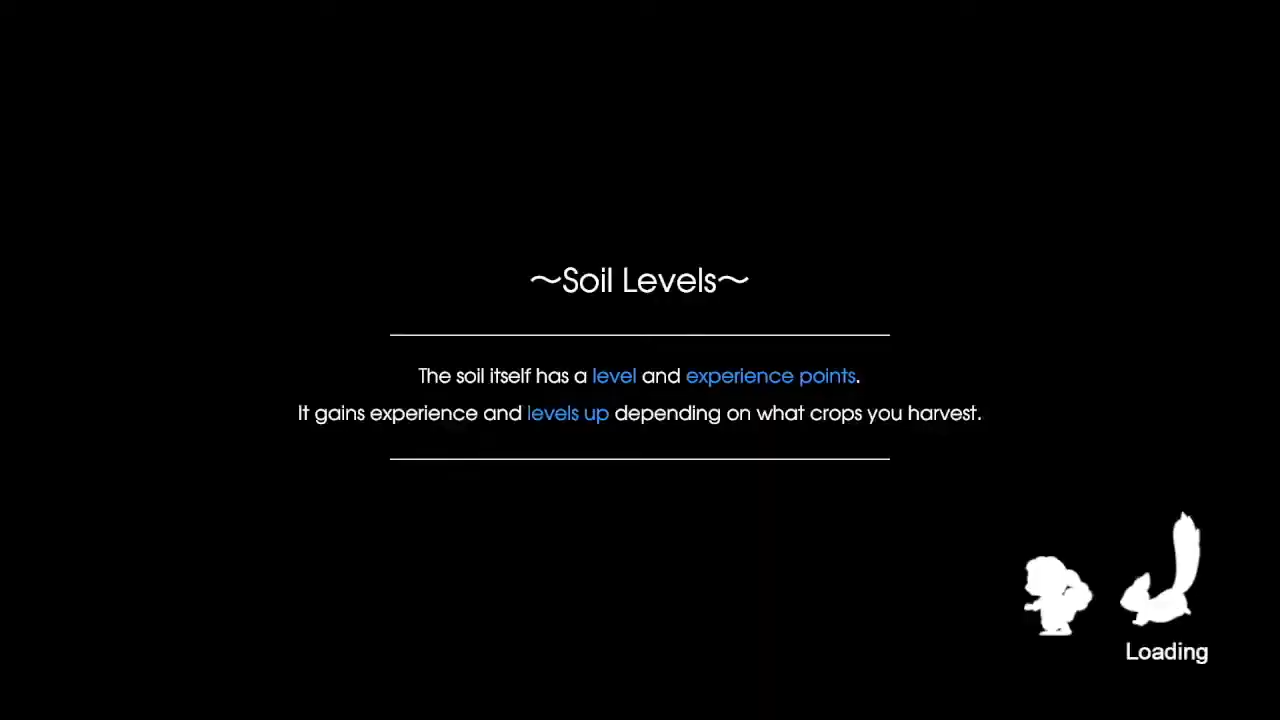 ～Soil Levels～
The soil itself has a level and experience points.
It gains experience and levels up depending on what crops you harvest.
Loading